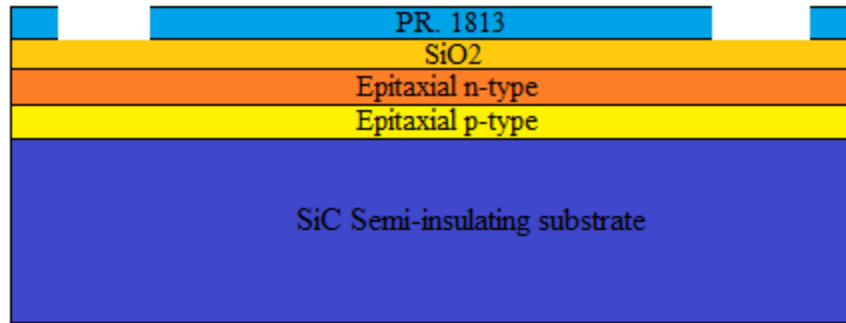 PR. 1813
SiO2
Epitaxial n-type
Epitaxial p-type
SiC Semi-insulating substrate